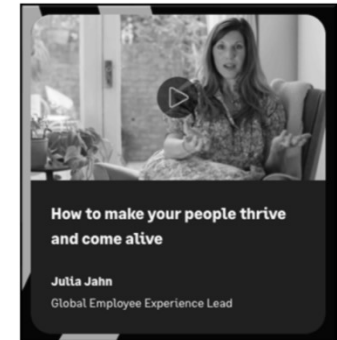 How to make your people thrive
and come alive
Julia Jahn
Global Employee Experience Lead